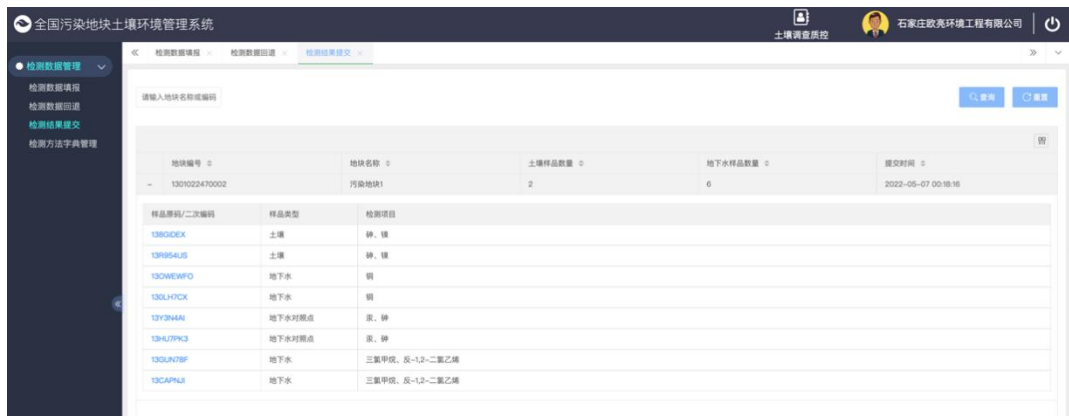 全国污染地块土壤环境管理系统
土壤调查质控
石家庄欧亮环境工程有限公司
检测数据管理
检测数据填报
检测数据回退
检测结果提交
检测方法字典管理
检测数据填报 × 检测数据回退 × 检测结果提交 ×
请输入地块名称或编码
查询 重置
地块编号 地块名称 土壤样品数量 地下水样品数量 提交时间
− 1301022470002 污染地块1 2 6 2022-05-07 00:18:16
样品原码/二次编码 样品类型 检测项目
138GIDEX 土壤 砷、镍
13R954US 土壤 砷、镍
13OWEWFO 地下水 铜
130LH7CX 地下水 铜
13Y3N4AI 地下水对照点 汞、砷
13HU7PK3 地下水对照点 汞、砷
13GUN78F 地下水 三氯甲烷、反-1,2-二氯乙烯
13CAPNJI 地下水 三氯甲烷、反-1,2-二氯乙烯